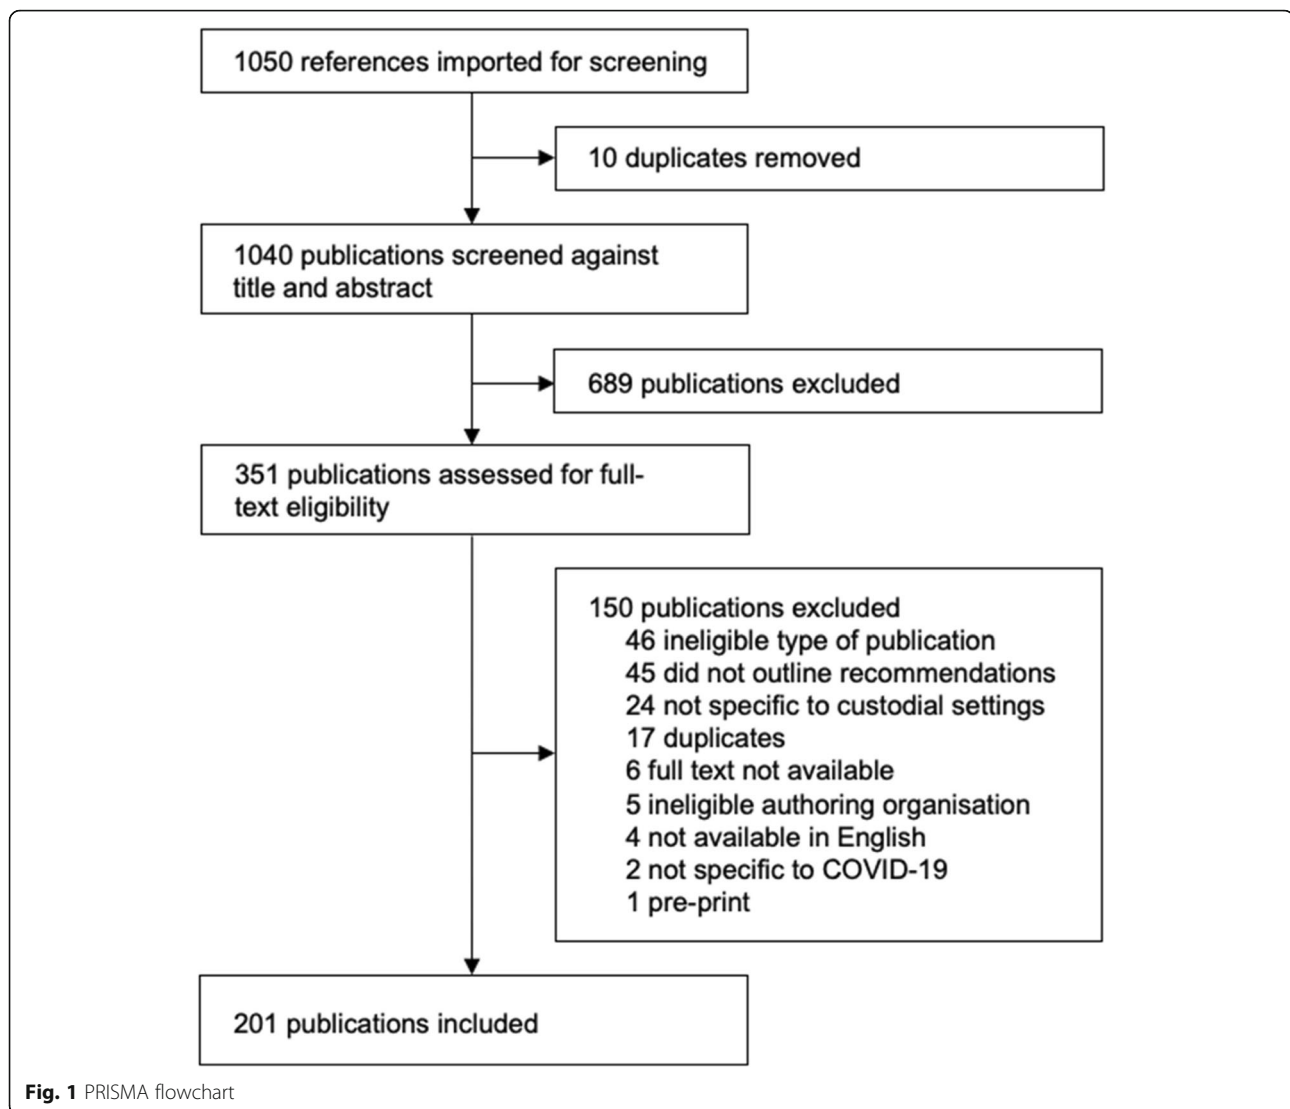 1050 references imported for screening
10 duplicates removed
1040 publications screened against
title and abstract
689 publications excluded
351 publications assessed for full-
text eligibility
150 publications excluded
46 ineligible type of publication
45 did not outline recommendations
24 not specific to custodial settings
17 duplicates
6 full text not available
5 ineligible authoring organisation
4 not available in English
2 not specific to COVID-19
1 pre-print
201 publications included
Fig. 1 PRISMA flowchart